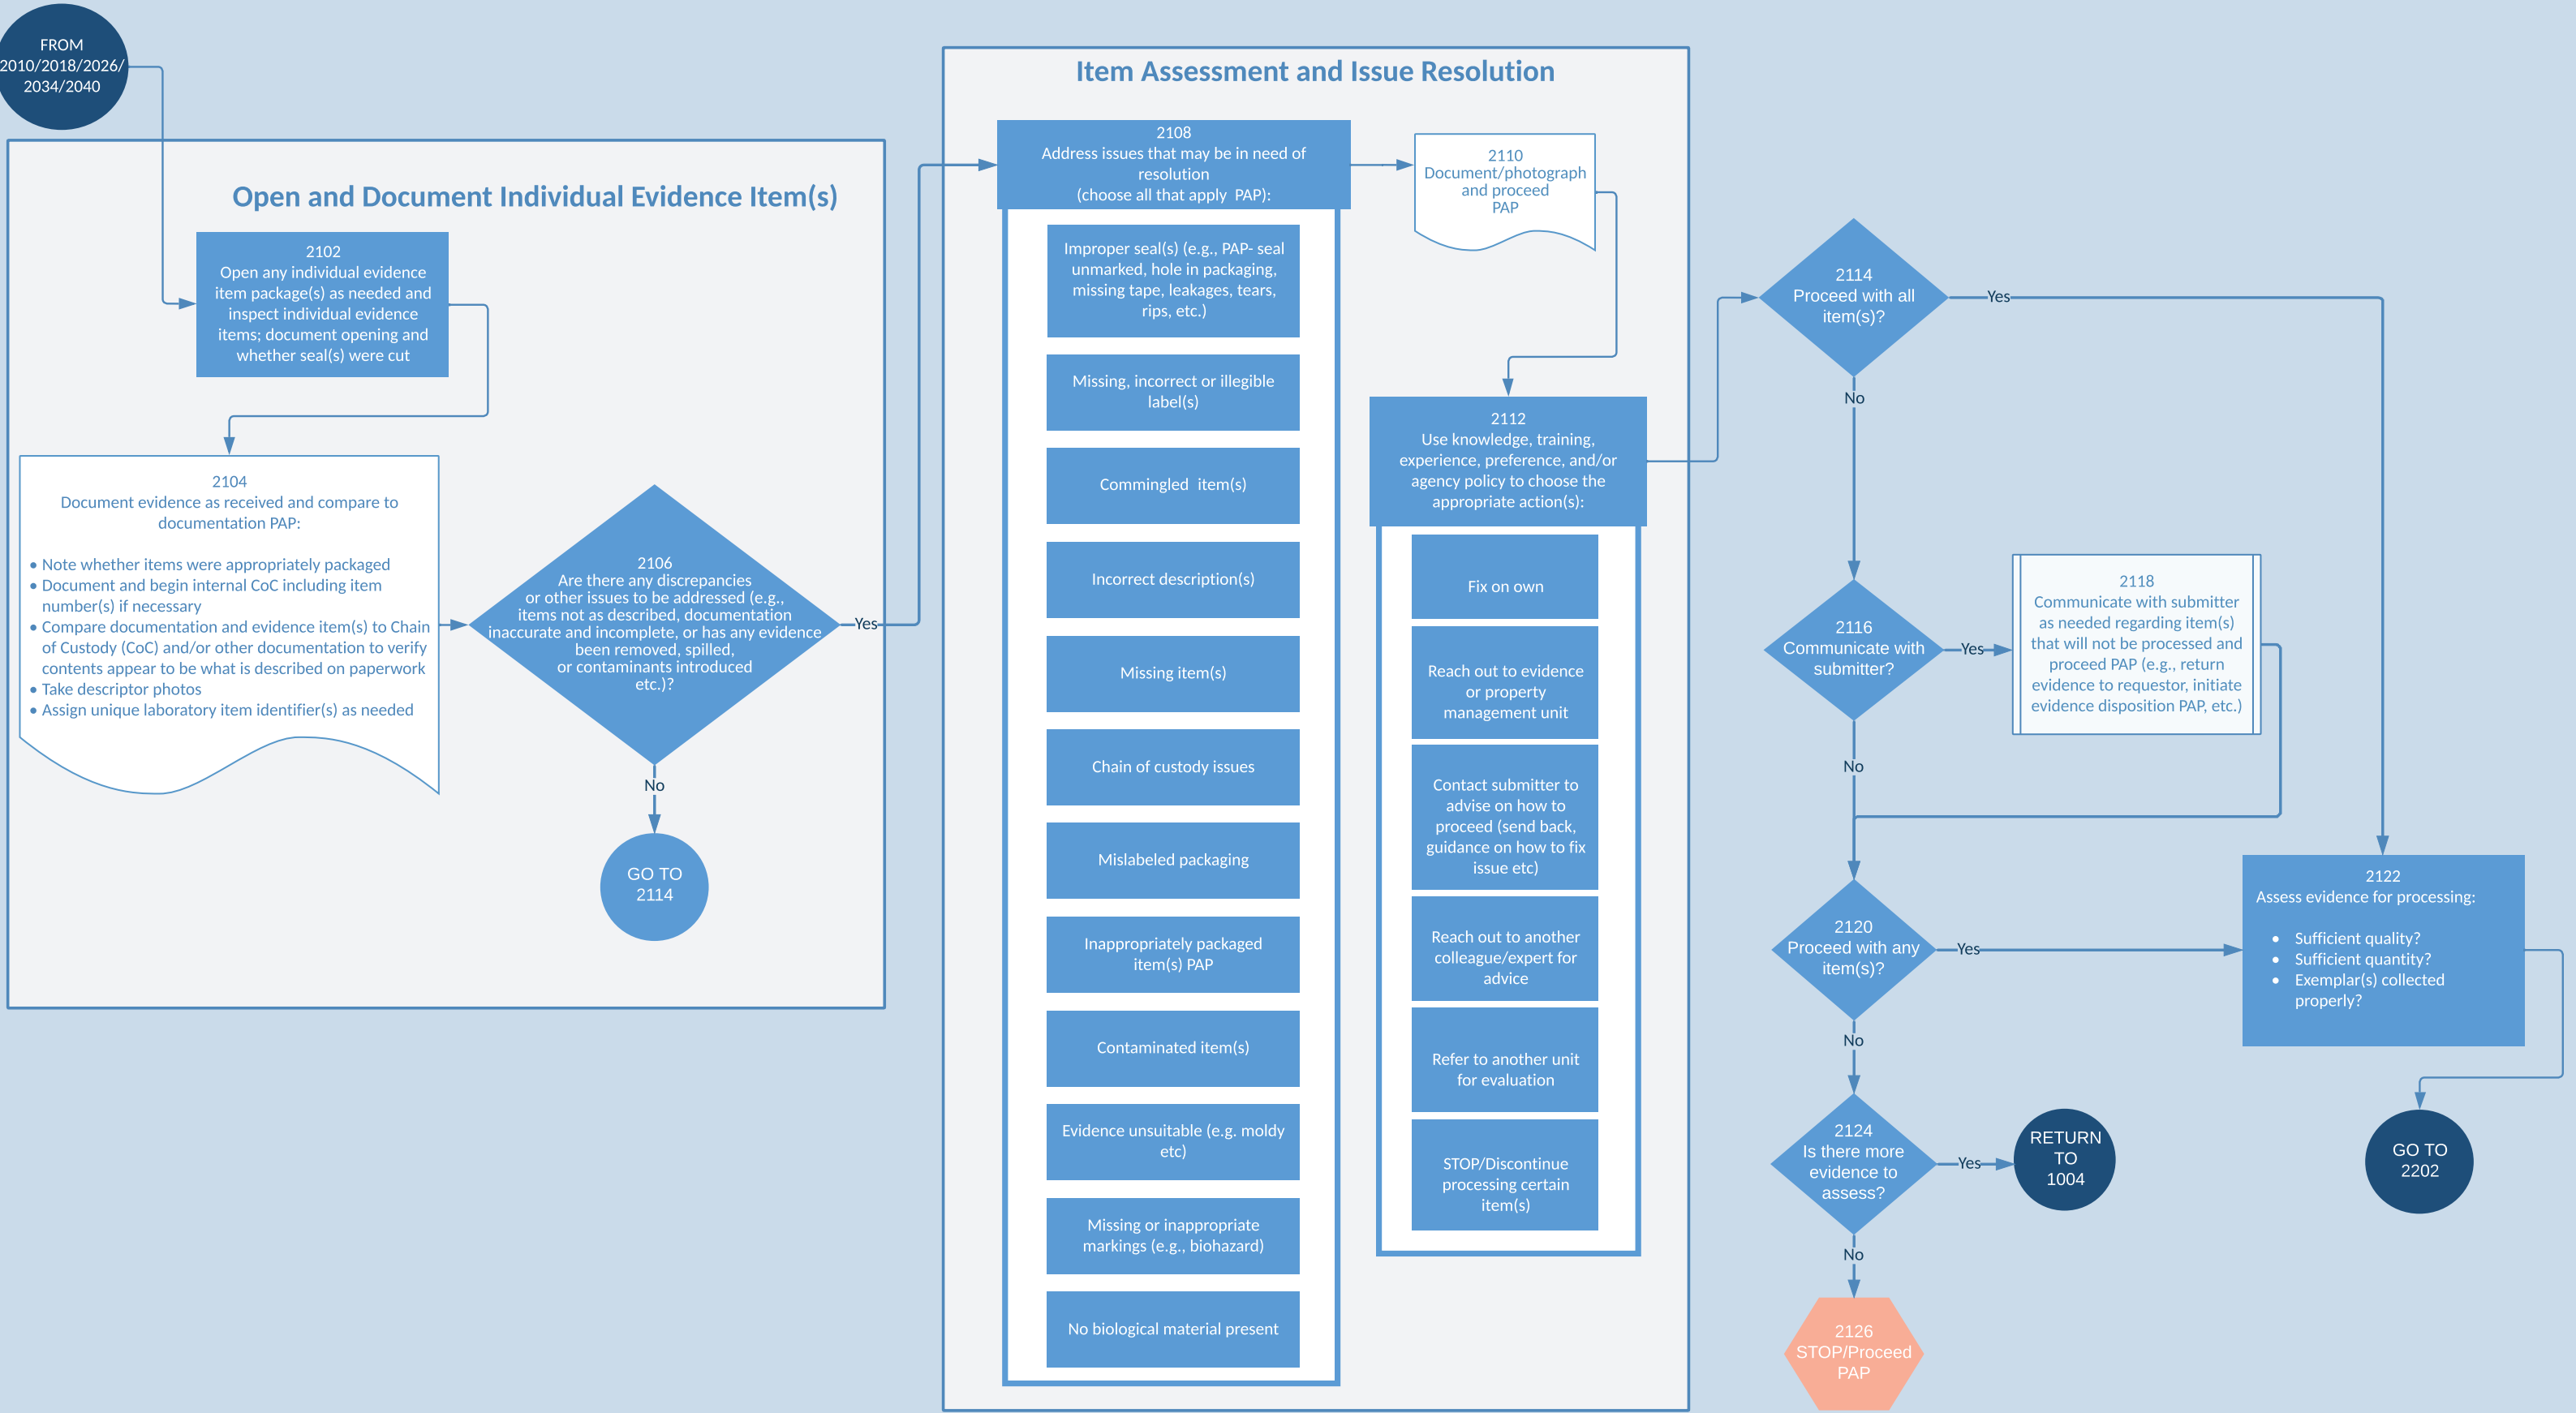 FROM
2010/2018/2026/
2034/2040
Open and Document Individual Evidence Item(s)
2102
Open any individual evidence
item package(s) as needed and
inspect individual evidence
items; document opening and
whether seal(s) were cut
2104
Document evidence as received and compare to
documentation PAP:
• Note whether items were appropriately packaged
• Document and begin internal CoC including item
number(s) if necessary
• Compare documentation and evidence item(s) to Chain
of Custody (CoC) and/or other documentation to verify
contents appear to be what is described on paperwork
• Take descriptor photos
• Assign unique laboratory item identifier(s) as needed
2106
Are there any discrepancies
or other issues to be addressed (e.g.,
items not as described, documentation
inaccurate and incomplete, or has any evidence
been removed, spilled,
or contaminants introduced
etc.)?
Yes
No
GO TO
2114
Item Assessment and Issue Resolution
2108
Address issues that may be in need of
resolution
(choose all that apply  PAP):
Improper seal(s) (e.g., PAP- seal
unmarked, hole in packaging,
missing tape, leakages, tears,
rips, etc.)
Missing, incorrect or illegible
label(s)
Commingled  item(s)
Incorrect description(s)
Missing item(s)
Chain of custody issues
Mislabeled packaging
Inappropriately packaged
item(s) PAP
Contaminated item(s)
Evidence unsuitable (e.g. moldy
etc)
Missing or inappropriate
markings (e.g., biohazard)
No biological material present
2110
Document/photograph
and proceed
PAP
2112
Use knowledge, training,
experience, preference, and/or
agency policy to choose the
appropriate action(s):
Fix on own
Reach out to evidence
or property
management unit
Contact submitter to
advise on how to
proceed (send back,
guidance on how to fix
issue etc)
Reach out to another
colleague/expert for
advice
Refer to another unit
for evaluation
STOP/Discontinue
processing certain
item(s)
2114
Proceed with all
item(s)?
Yes
No
2116
Communicate with
submitter?
Yes
No
2118
Communicate with submitter
as needed regarding item(s)
that will not be processed and
proceed PAP (e.g., return
evidence to requestor, initiate
evidence disposition PAP, etc.)
2120
Proceed with any
item(s)?
Yes
No
2122
Assess evidence for processing:
• Sufficient quality?
• Sufficient quantity?
• Exemplar(s) collected
properly?
2124
Is there more
evidence to
assess?
Yes
No
RETURN
TO
1004
GO TO
2202
2126
STOP/Proceed
PAP